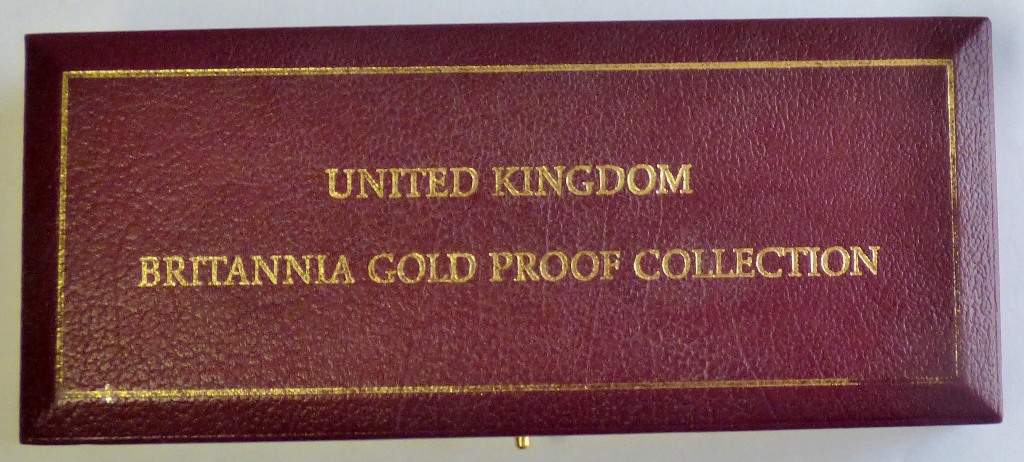 UNITED KINGDOM
BRITANNIA GOLD PROOF COLLECTION